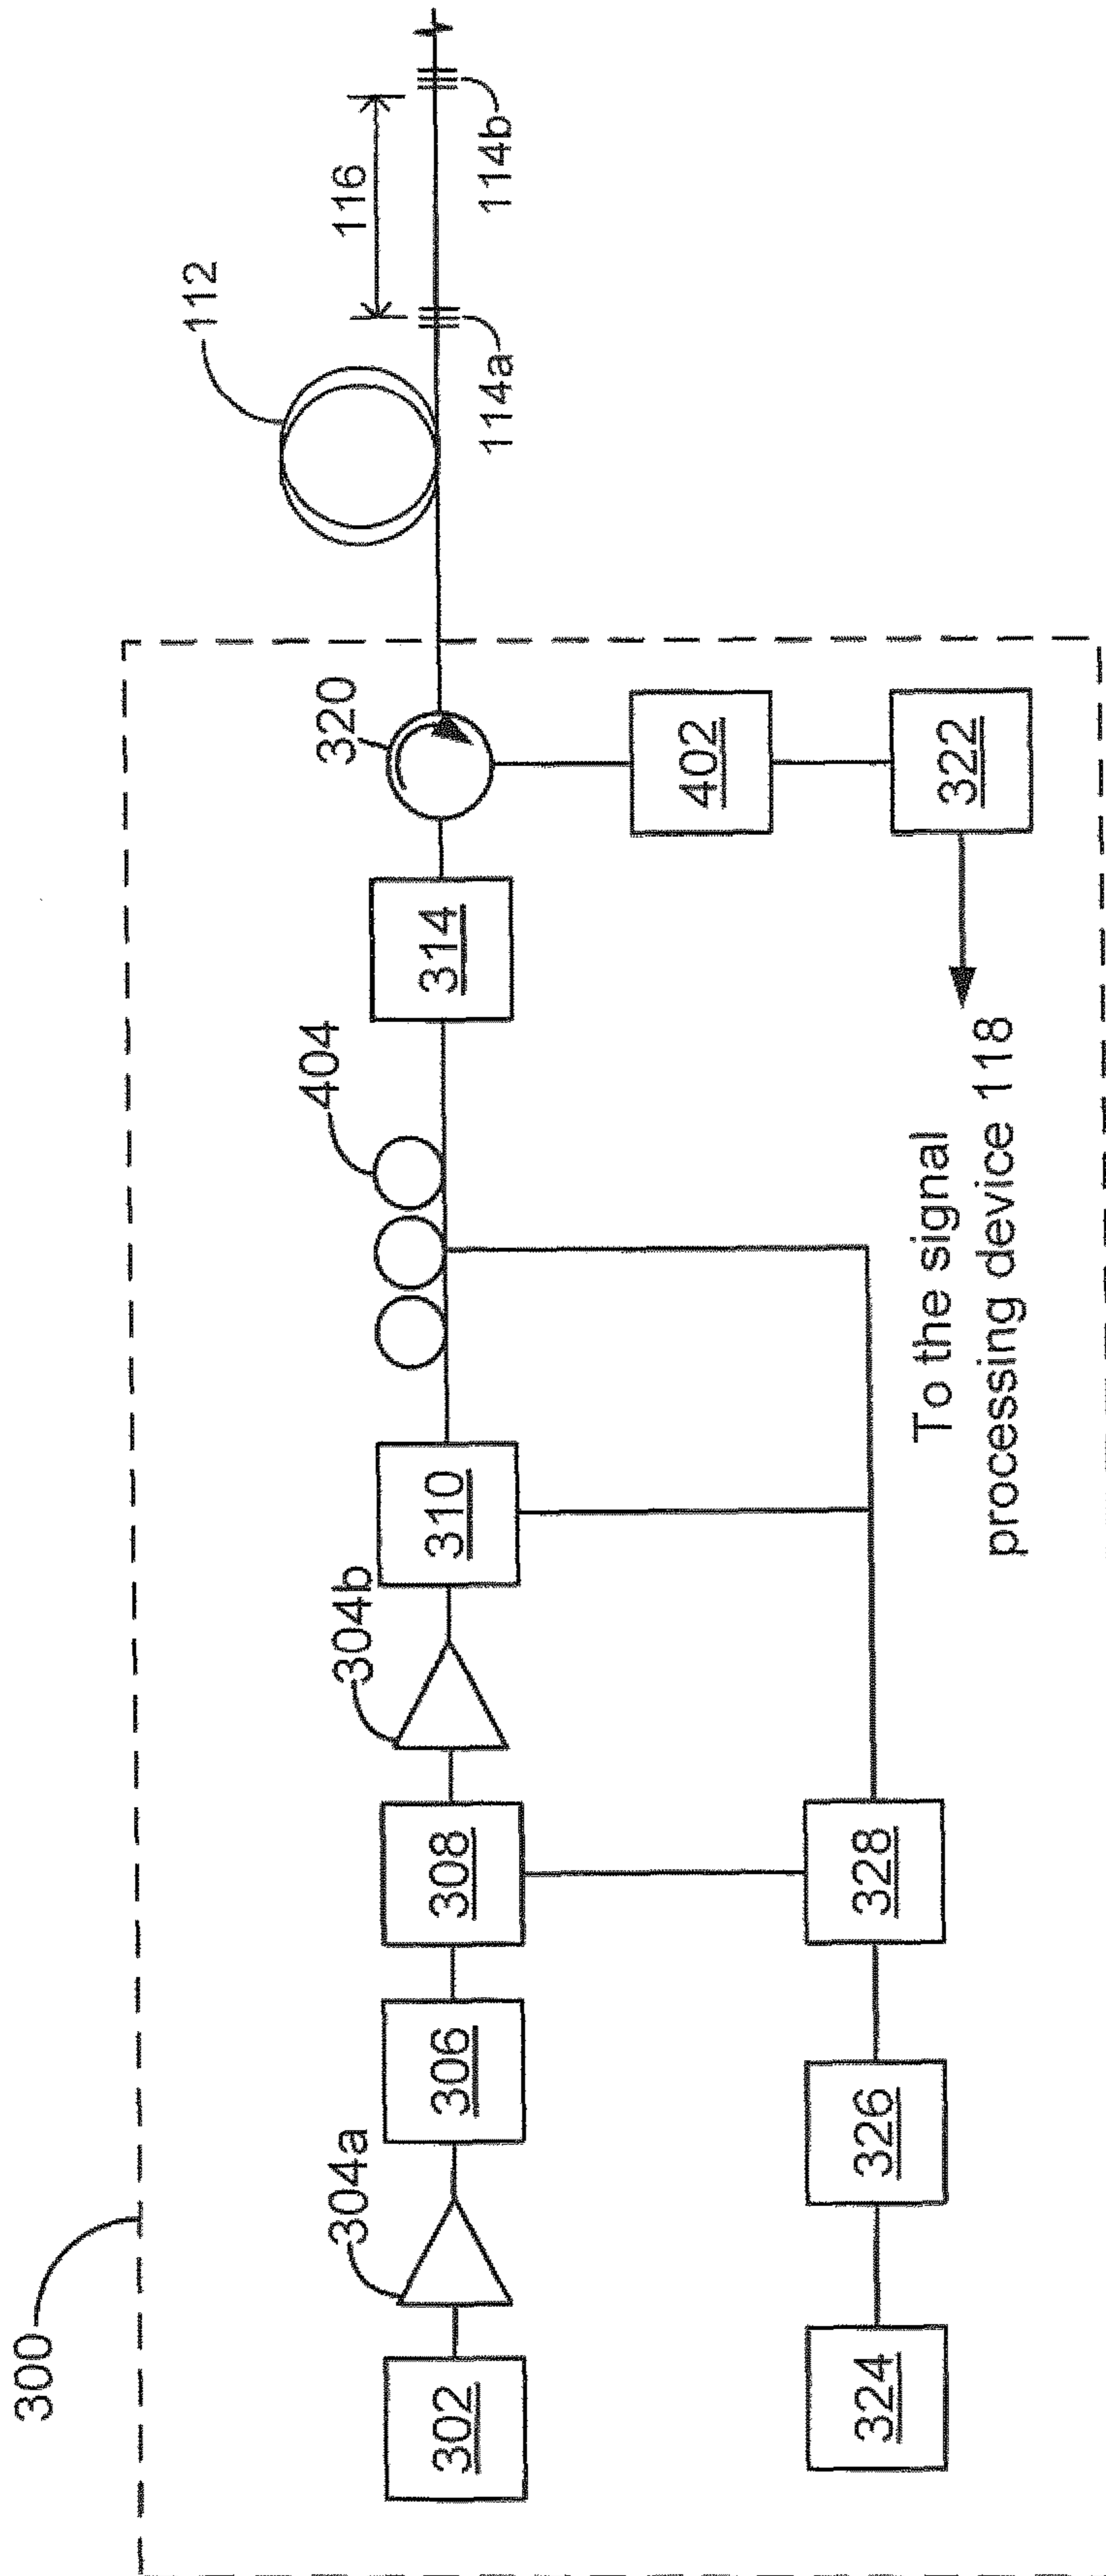 300
302
304a
306
308
304b
310
404
314
320
112
114a
116
114b
324
326
328
402
322
To the signal
processing device 118